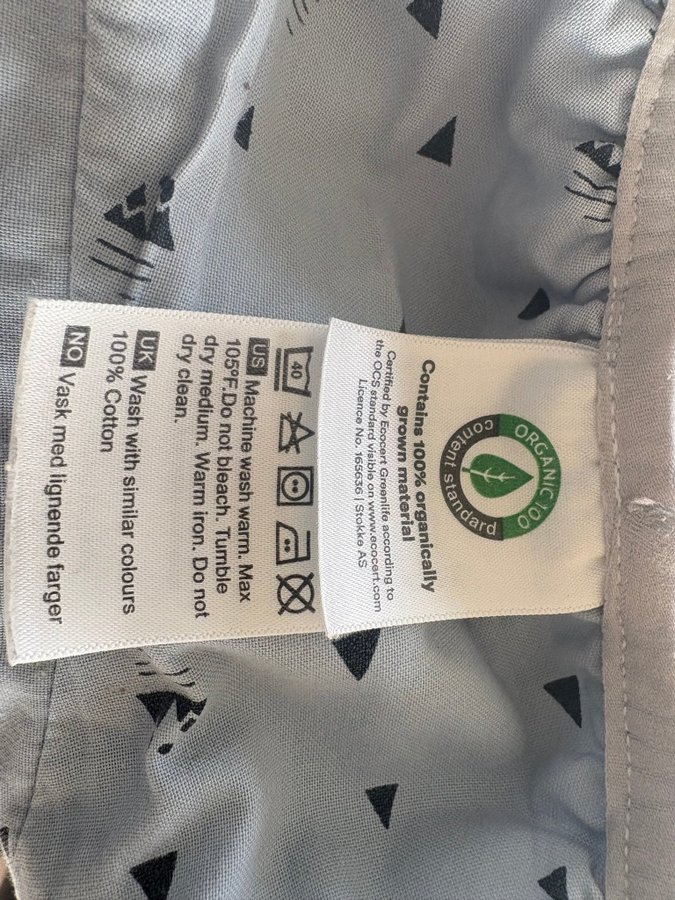 ORGANIC 100
content standard
Contains 100% organically
grown material
Certified by Ecocert Greenlife according to
the OCS standard visible on www.ecocert.com
Licence No. 165636 | Stokke AS
40
US Machine wash warm. Max
105°F.Do not bleach. Tumble
dry medium. Warm iron. Do not
dry clean.
UK Wash with similar colours
100% Cotton
NO Vask med lignende farger